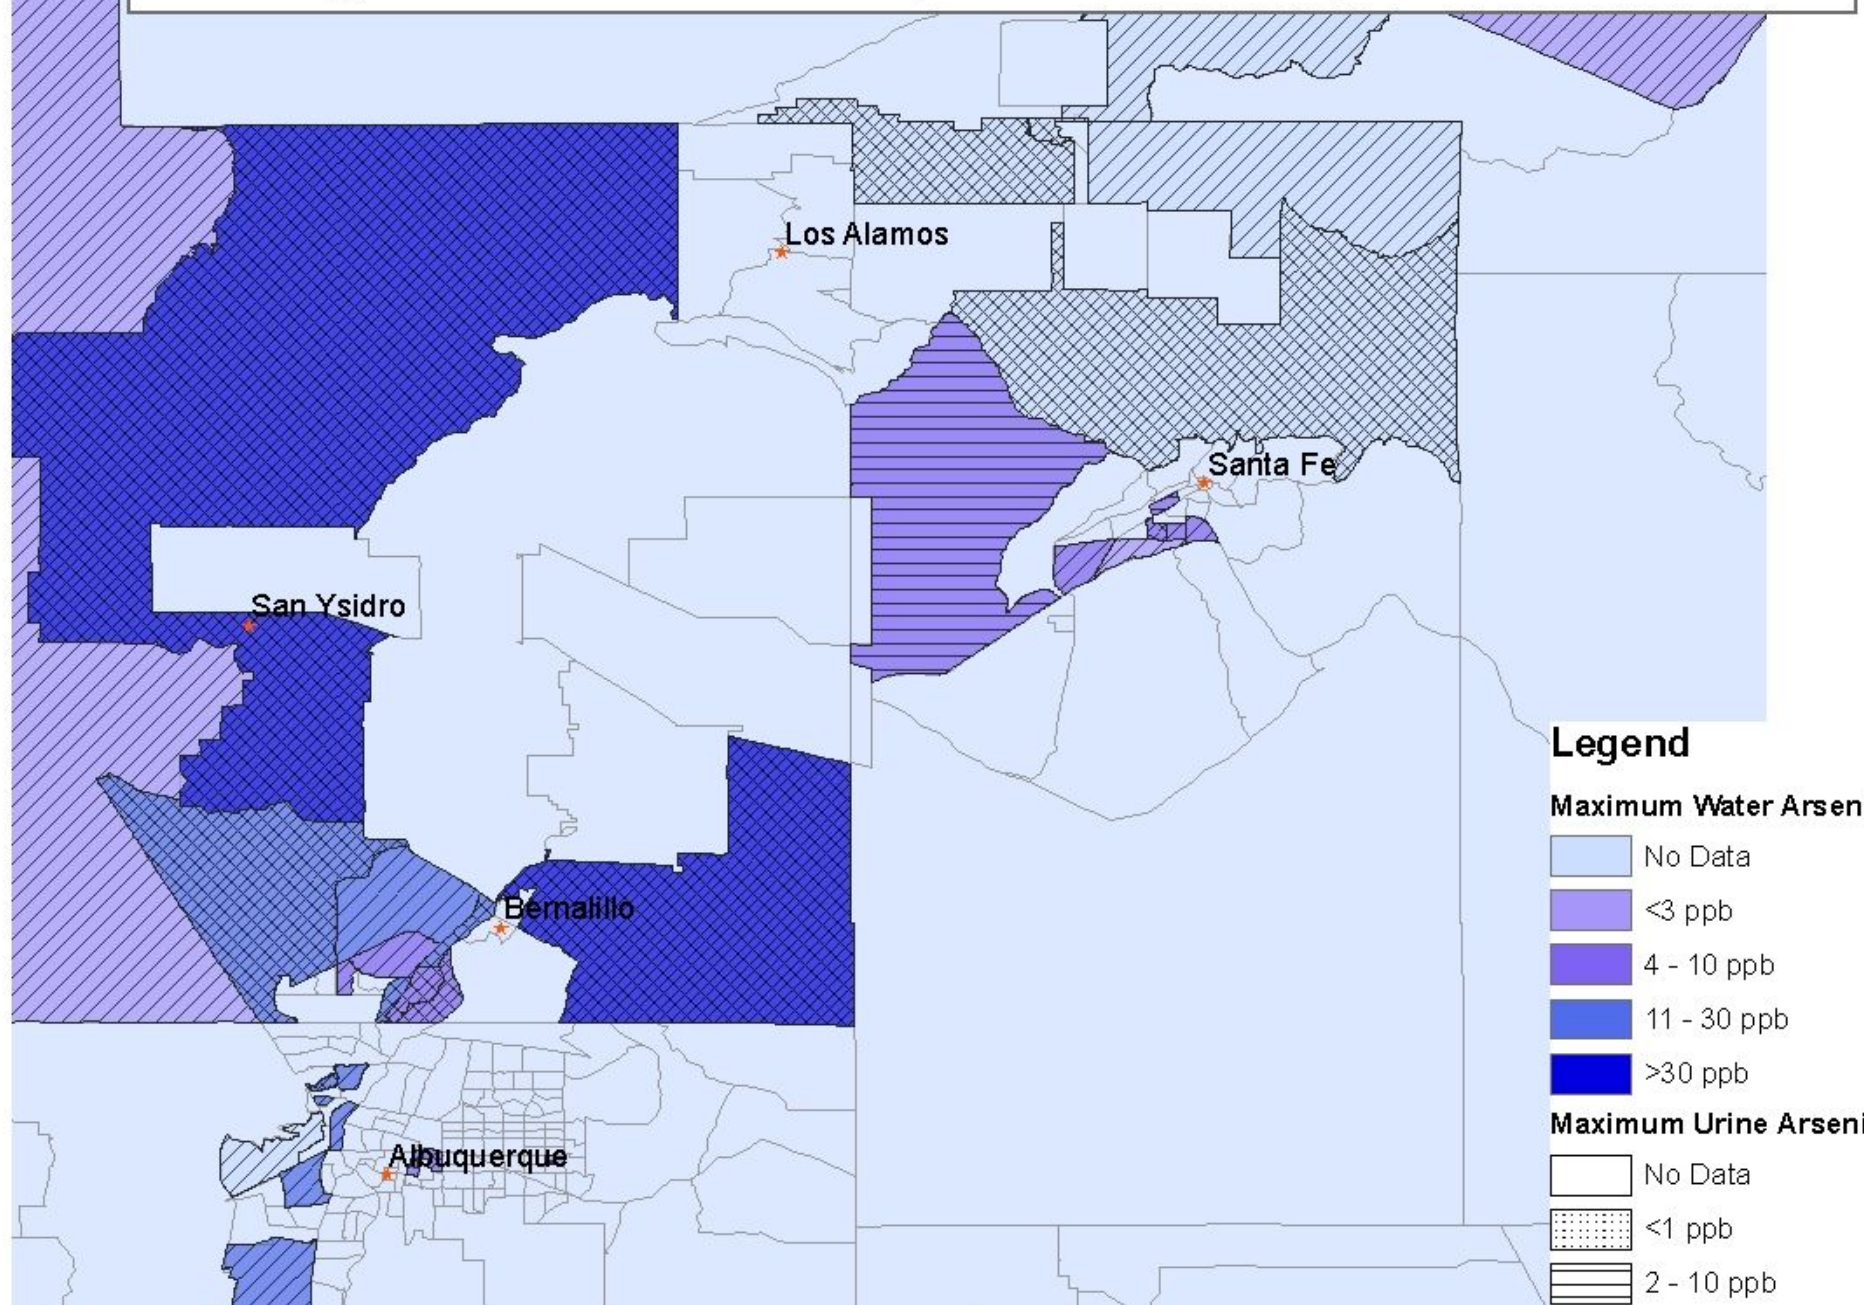 Los Alamos
Santa Fe
San Ysidro
Bernalillo
Albuquerque
Legend
Maximum Water Arseni
No Data
<3 ppb
4 - 10 ppb
11 - 30 ppb
>30 ppb
Maximum Urine Arseni
No Data
<1 ppb
2 - 10 ppb